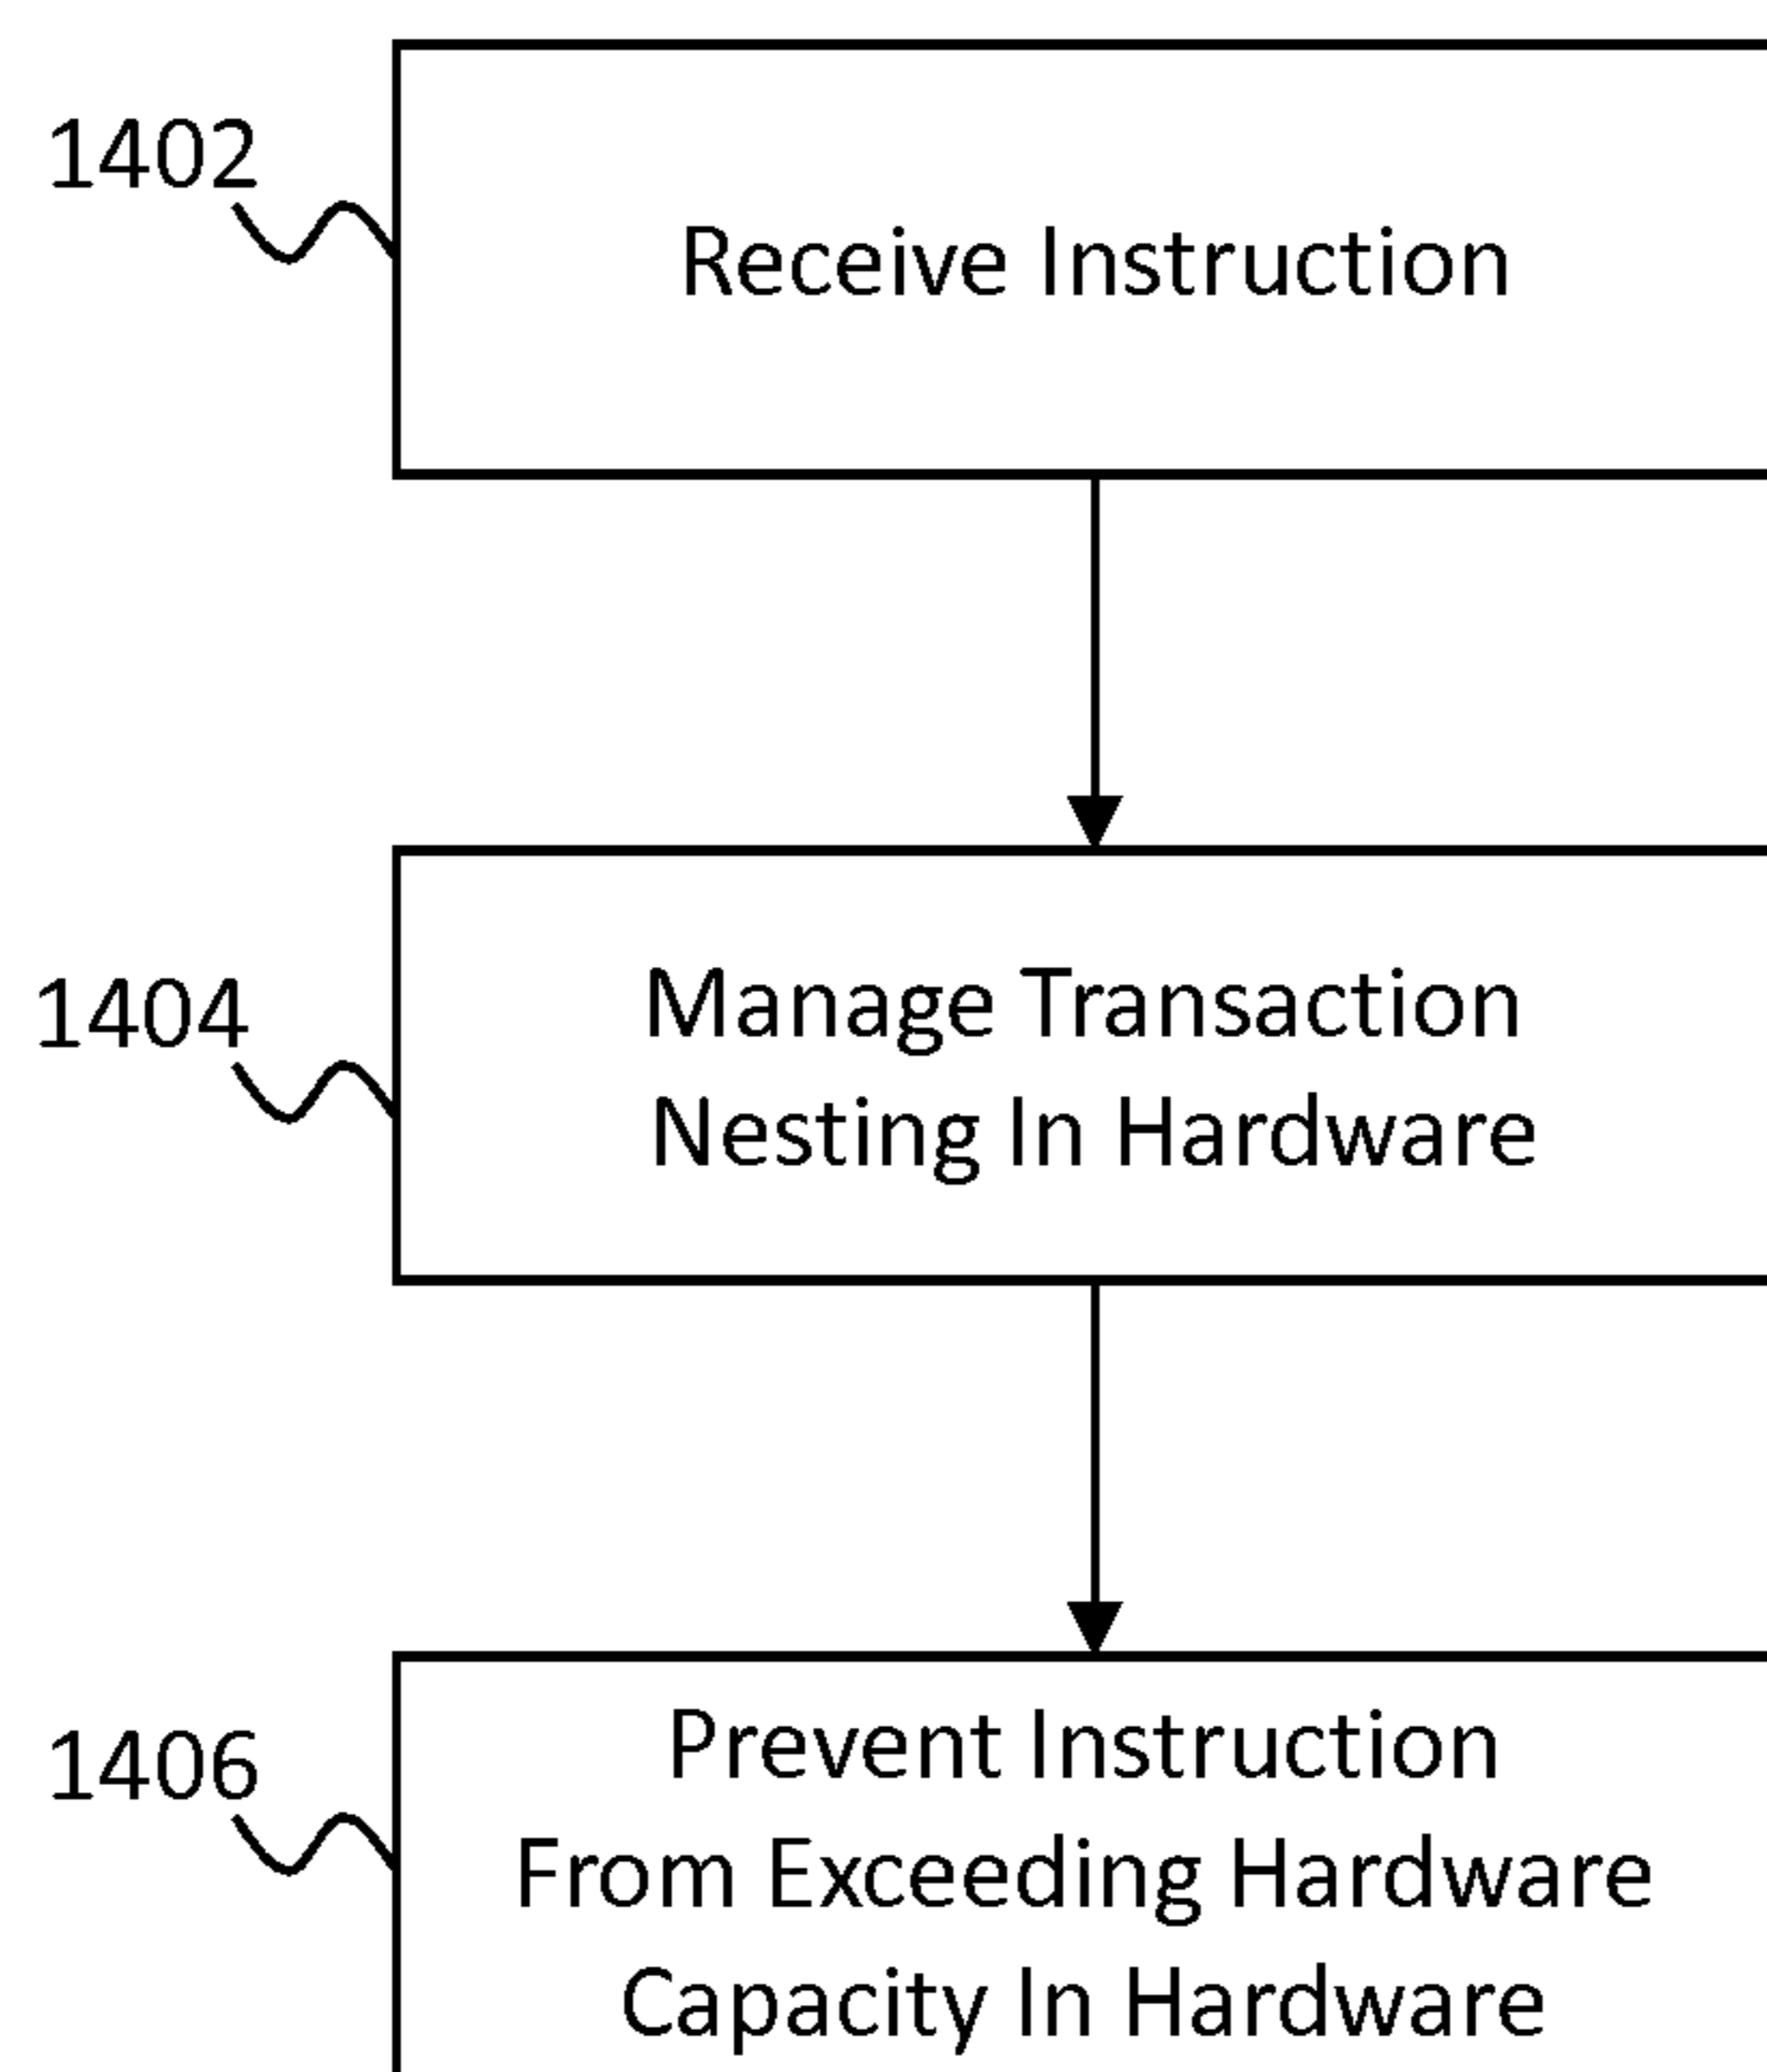 1402
Receive Instruction
1404
Manage Transaction
Nesting In Hardware
1406
Prevent Instruction
From Exceeding Hardware
Capacity In Hardware